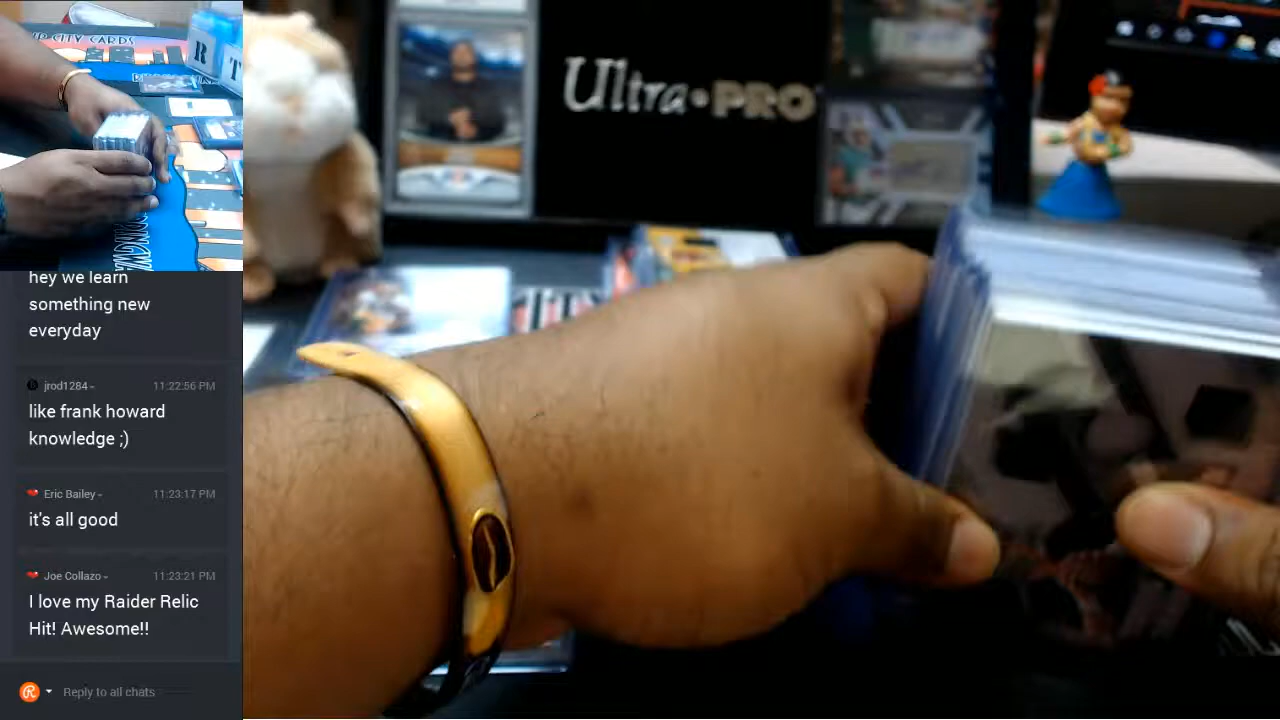 CITY CARDS
R
T
hey we learn
something new
everyday
jrod1284
11:22:56 PM
like frank howard
knowledge ;)
Eric Bailey
11:23:17 PM
it's all good
Joe Collazo
11:23:21 PM
I love my Raider Relic
Hit! Awesome!!
Reply to all chats
Ultra•PRO